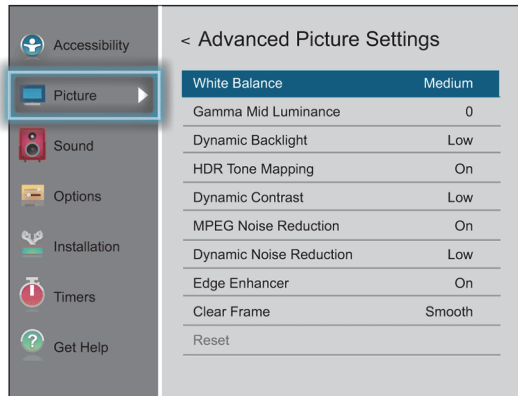 Accessibility
Picture
Sound
Options
Installation
Timers
Get Help
< Advanced Picture Settings
White Balance Medium
Gamma Mid Luminance 0
Dynamic Backlight Low
HDR Tone Mapping On
Dynamic Contrast Low
MPEG Noise Reduction On
Dynamic Noise Reduction Low
Edge Enhancer On
Clear Frame Smooth
Reset